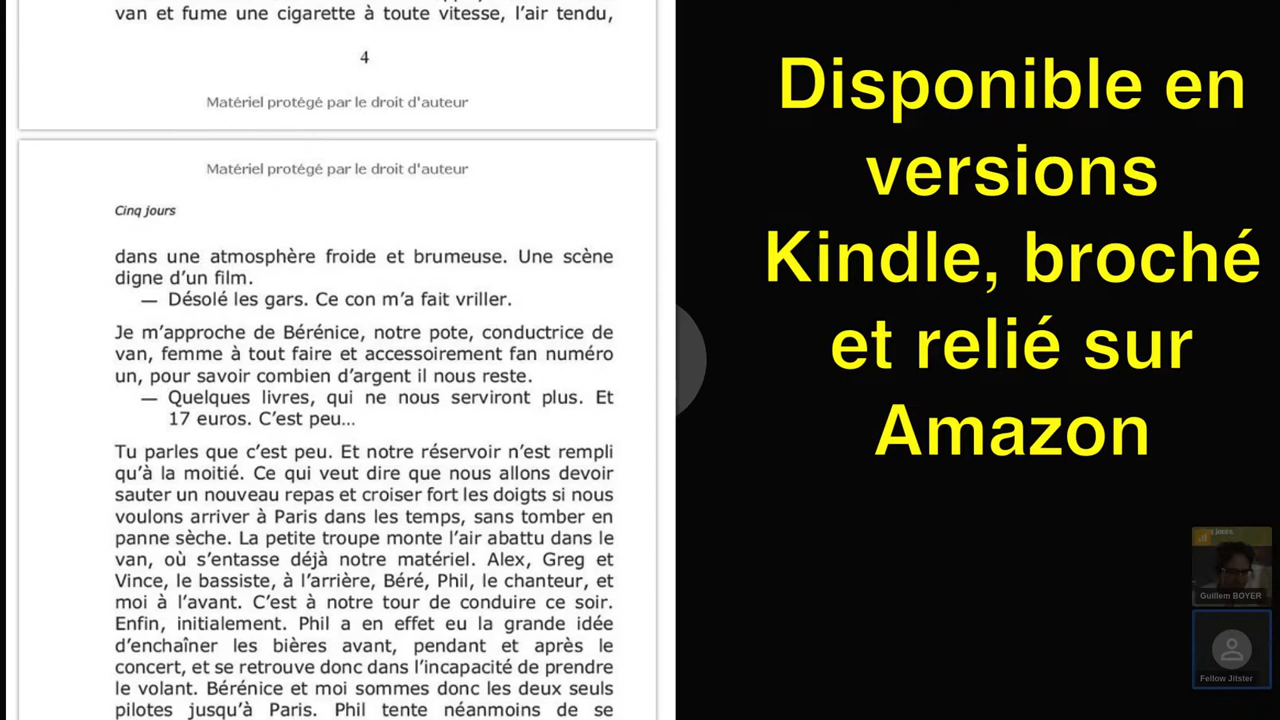 van et fume une cigarette à toute vitesse, l’air tendu,
4
Matériel protégé par le droit d'auteur
Matériel protégé par le droit d'auteur
Cinq jours
dans une atmosphère froide et brumeuse. Une scène
digne d’un film.
— Désolé les gars. Ce con m’a fait vriller.
Je m’approche de Bérénice, notre pote, conductrice de
van, femme à tout faire et accessoirement fan numéro
un, pour savoir combien d’argent il nous reste.
— Quelques livres, qui ne nous serviront plus. Et
17 euros. C’est peu…
Tu parles que c’est peu. Et notre réservoir n’est rempli
qu’à la moitié. Ce qui veut dire que nous allons devoir
sauter un nouveau repas et croiser fort les doigts si nous
voulons arriver à Paris dans les temps, sans tomber en
panne sèche. La petite troupe monte l’air abattu dans le
van, où s’entasse déjà notre matériel. Alex, Greg et
Vince, le bassiste, à l’arrière, Béré, Phil, le chanteur, et
moi à l’avant. C’est à notre tour de conduire ce soir.
Enfin, initialement. Phil a en effet eu la grande idée
d’enchaîner les bières avant, pendant et après le
concert, et se retrouve donc dans l’incapacité de prendre
le volant. Bérénice et moi sommes donc les deux seuls
pilotes jusqu’à Paris. Phil tente néanmoins de se
Disponible en
versions
Kindle, broché
et relié sur
Amazon
jours
Guillem BOYER
Fellow Jitster